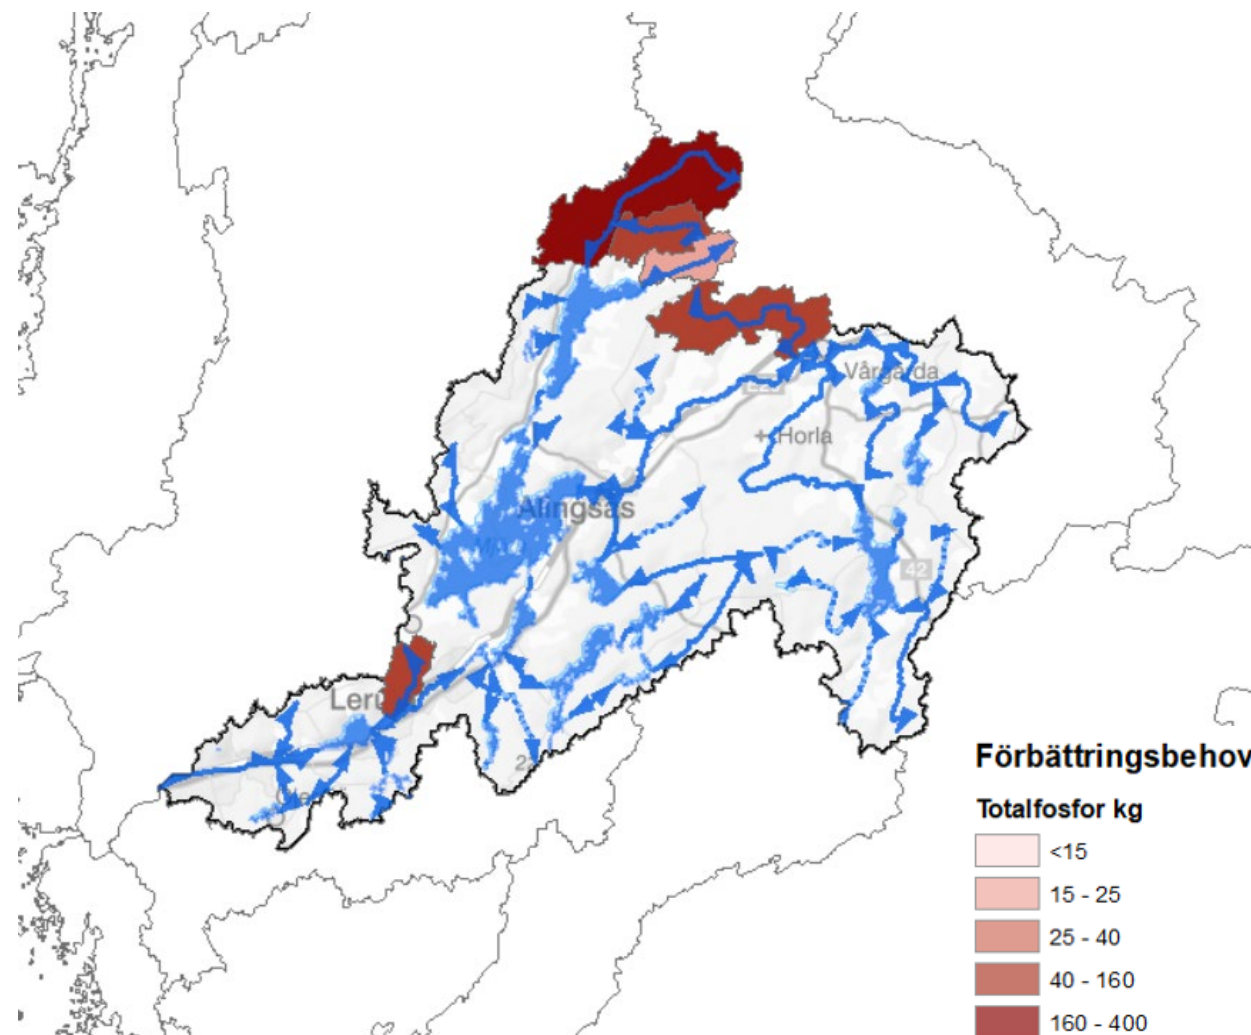 Vårgårda
Horla
Alingsås
42
Förbättringsbehov
Totalfosfor kg
<15
15 - 25
25 - 40
40 - 160
160 - 400